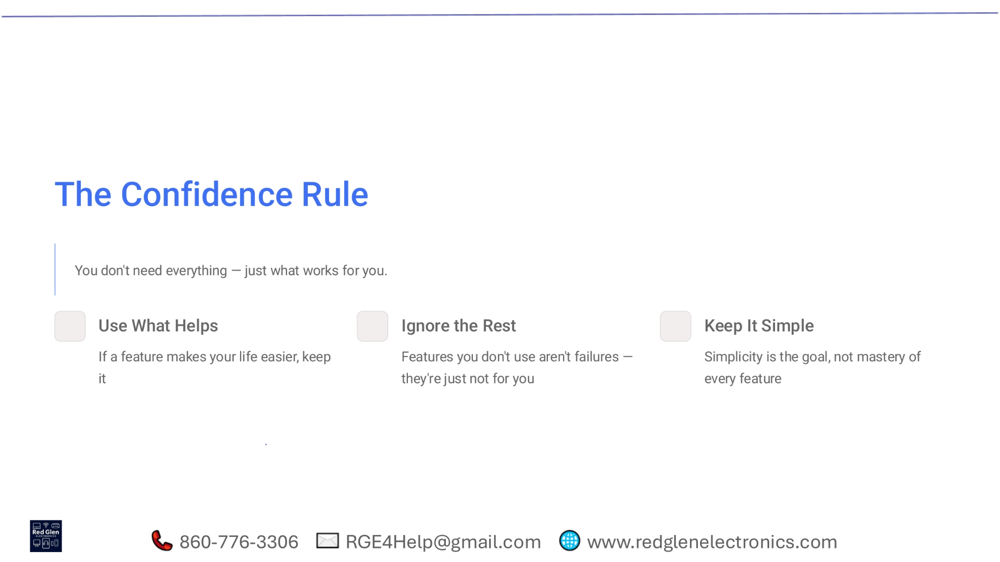 The Confidence Rule
You don't need everything — just what works for you.
Use What Helps
If a feature makes your life easier, keep
it
Ignore the Rest
Features you don't use aren't failures —
they're just not for you
Keep It Simple
Simplicity is the goal, not mastery of
every feature
.
Red Glen
ELECTRONICS
860-776-3306 RGE4Help@gmail.com www.redglenelectronics.com